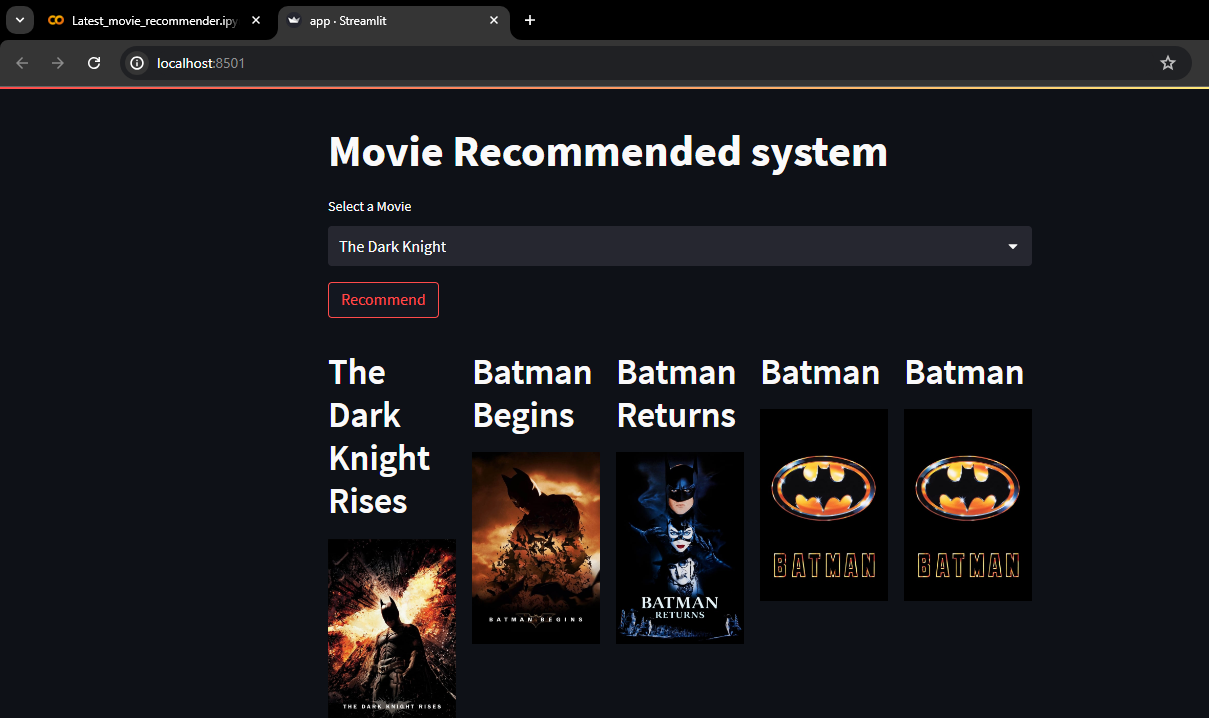 Latest_movie_recommender.ipy
app · Streamlit
localhost:8501
Movie Recommended system
Select a Movie
The Dark Knight
Recommend
The
Dark
Knight
Rises
THE DARK KNIGHT RISES
Batman
Begins
BATMAN BEGINS
Batman
Returns
BATMAN
RETURNS
Batman
BATMAN
Batman
BATMAN